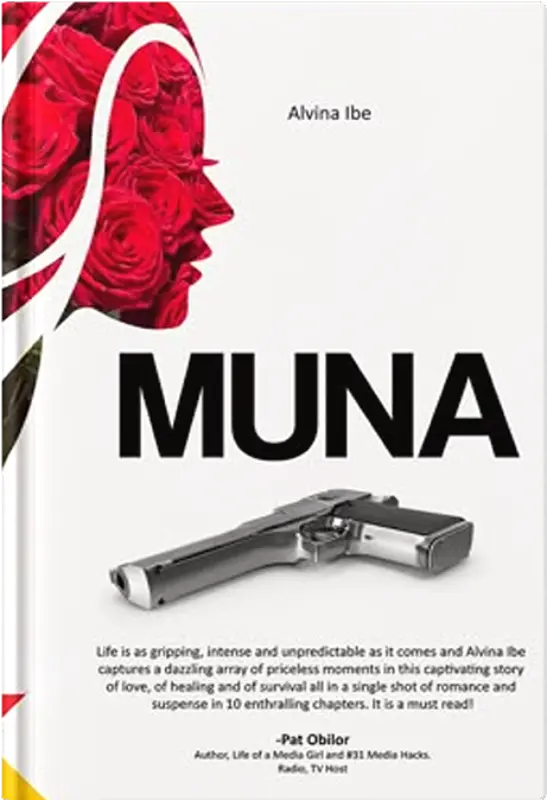 Alvina Ibe
MUNA
Life is as gripping, intense and unpredictable as it comes and Alvina Ibe
captures a dazzling array of priceless moments in this captivating story
of love, of healing and of survival all in a single shot of romance and
suspense in 10 enthralling chapters. It is a must read!
-Pat Obilor
Author, Life of a Media Girl and #31 Media Hacks.
Radio, TV Host